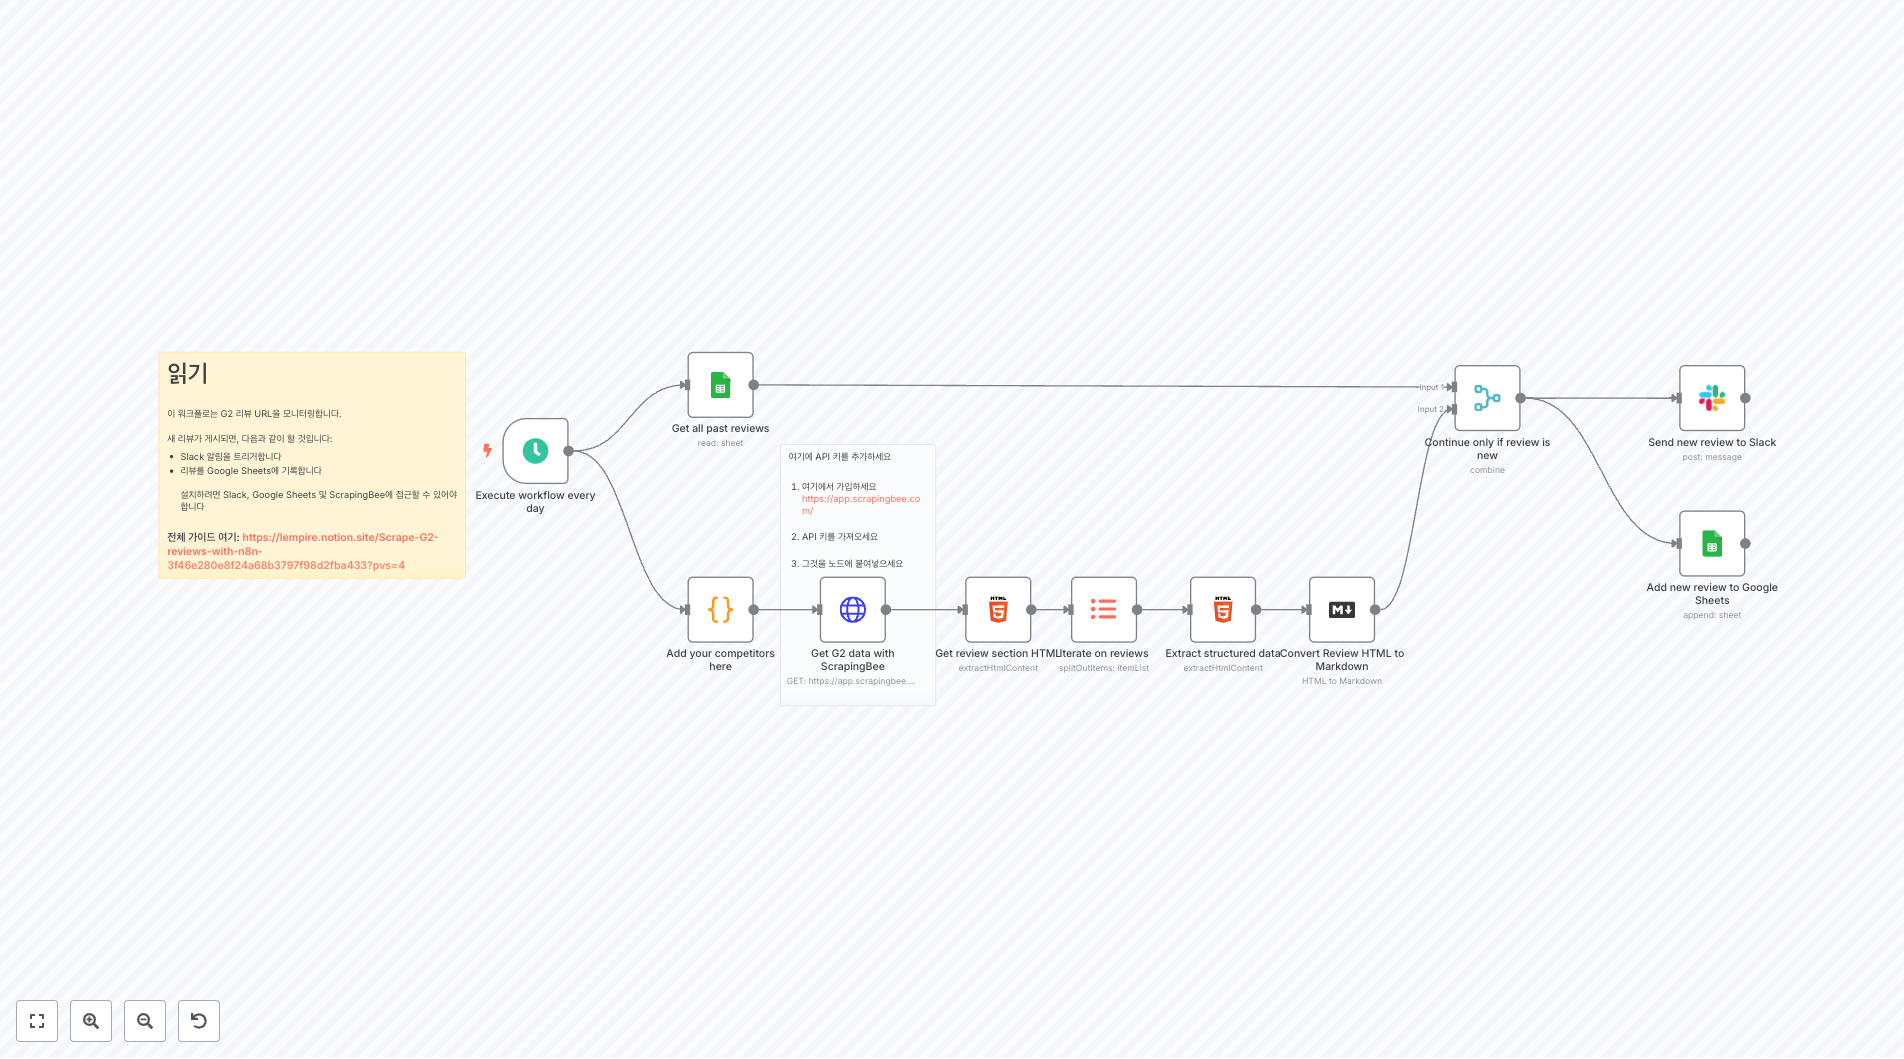 읽기
이 워크플로는 G2 리뷰 URL을 모니터링합니다.
새 리뷰가 게시되면, 다음과 같이 할 것입니다:
• Slack 알림을 트리거합니다
• 리뷰를 Google Sheets에 기록합니다
설치하려면 Slack, Google Sheets 및 ScrapingBee에 접근할 수 있어야
합니다
전체 가이드 여기: https://lempire.notion.site/Scrape-G2-
reviews-with-n8n-
3f46e280e8f24a68b3797f98d2fba433?pvs=4
Execute workflow every
day
Get all past reviews
read: sheet
여기에 API 키를 추가하세요
1. 여기에서 가입하세요
https://app.scrapingbee.co
m/
2. API 키를 가져오세요
3. 그것을 노드에 붙여넣으세요
Add your competitors
here
Get G2 data with
ScrapingBee
GET: https://app.scrapingbee....
Get review section HTML
extractHtmlContent
Iterate on reviews
splitOutItems: itemList
Extract structured data
extractHtmlContent
Convert Review HTML to
Markdown
HTML to Markdown
Input 1
Input 2
Continue only if review is
new
combine
Send new review to Slack
post: message
Add new review to Google
Sheets
append: sheet